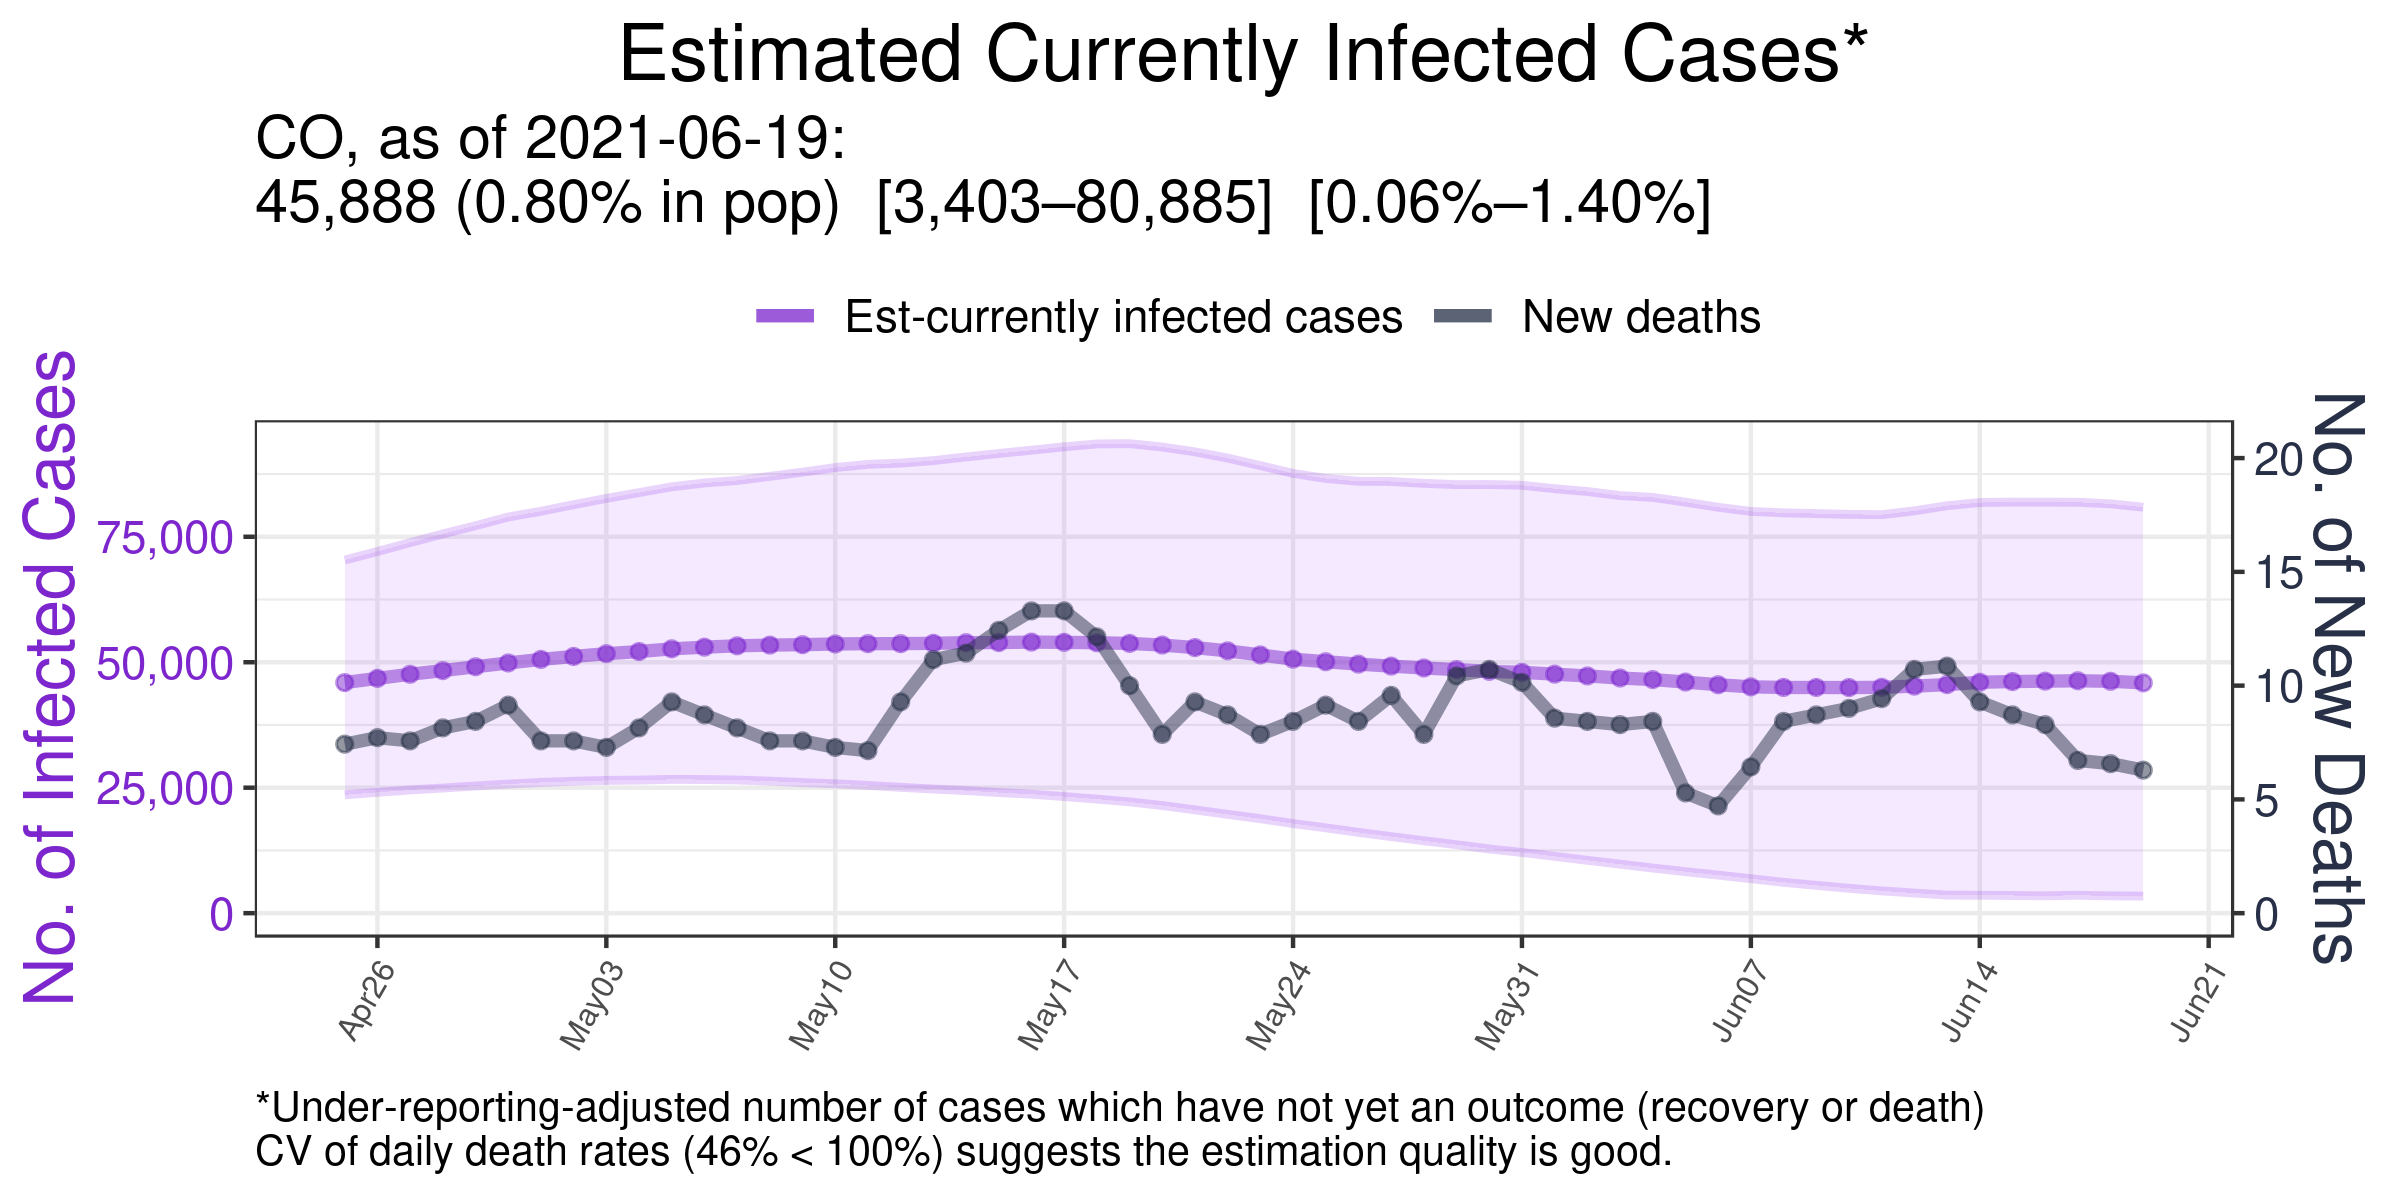 Estimated Currently Infected Cases*
CO, as of 2021-06-19:
45,888 (0.80% in pop)  [3,403–80,885]  [0.06%–1.40%]
Est-currently infected cases
New deaths
No. of Infected Cases
75,000
50,000
25,000
0
20
15
10
5
0
No. of New Deaths
Apr26
May03
May10
May17
May24
May31
Jun07
Jun14
Jun21
*Under-reporting-adjusted number of cases which have not yet an outcome (recovery or death)
CV of daily death rates (46% < 100%) suggests the estimation quality is good.